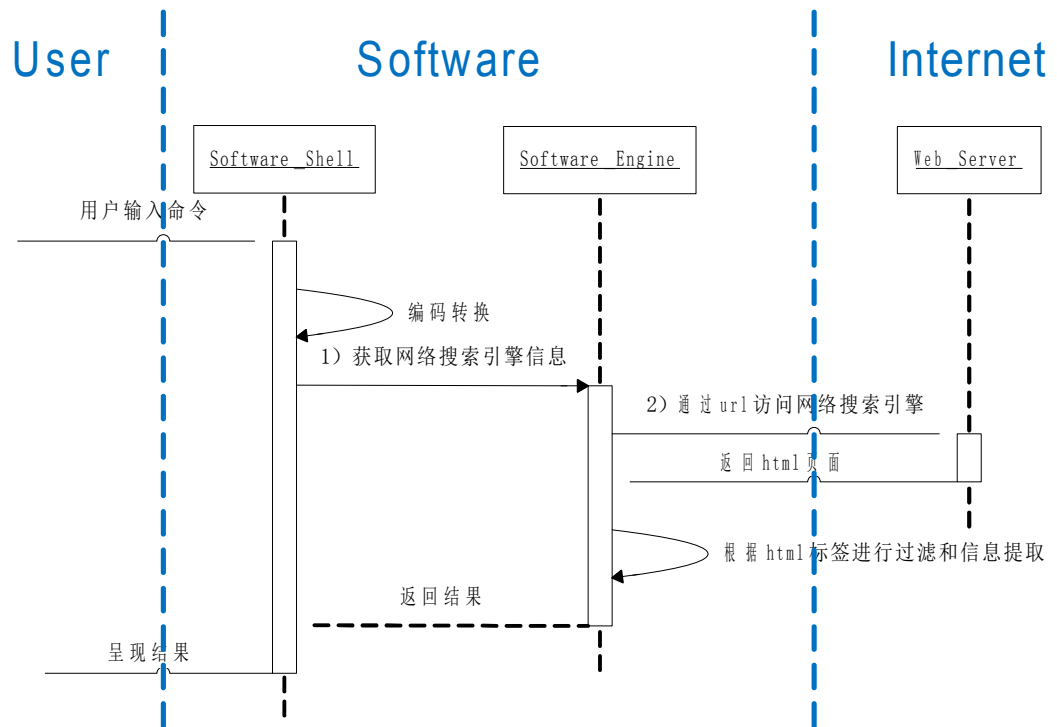 User
Software
Internet
Software_Shell
Software_Engine
Web_Server
用户输入命令
编码转换
1) 获取网络搜索引擎信息
2) 通过url访问网络搜索引擎
返回html页面
根据html标签进行过滤和信息提取
返回结果
呈现结果